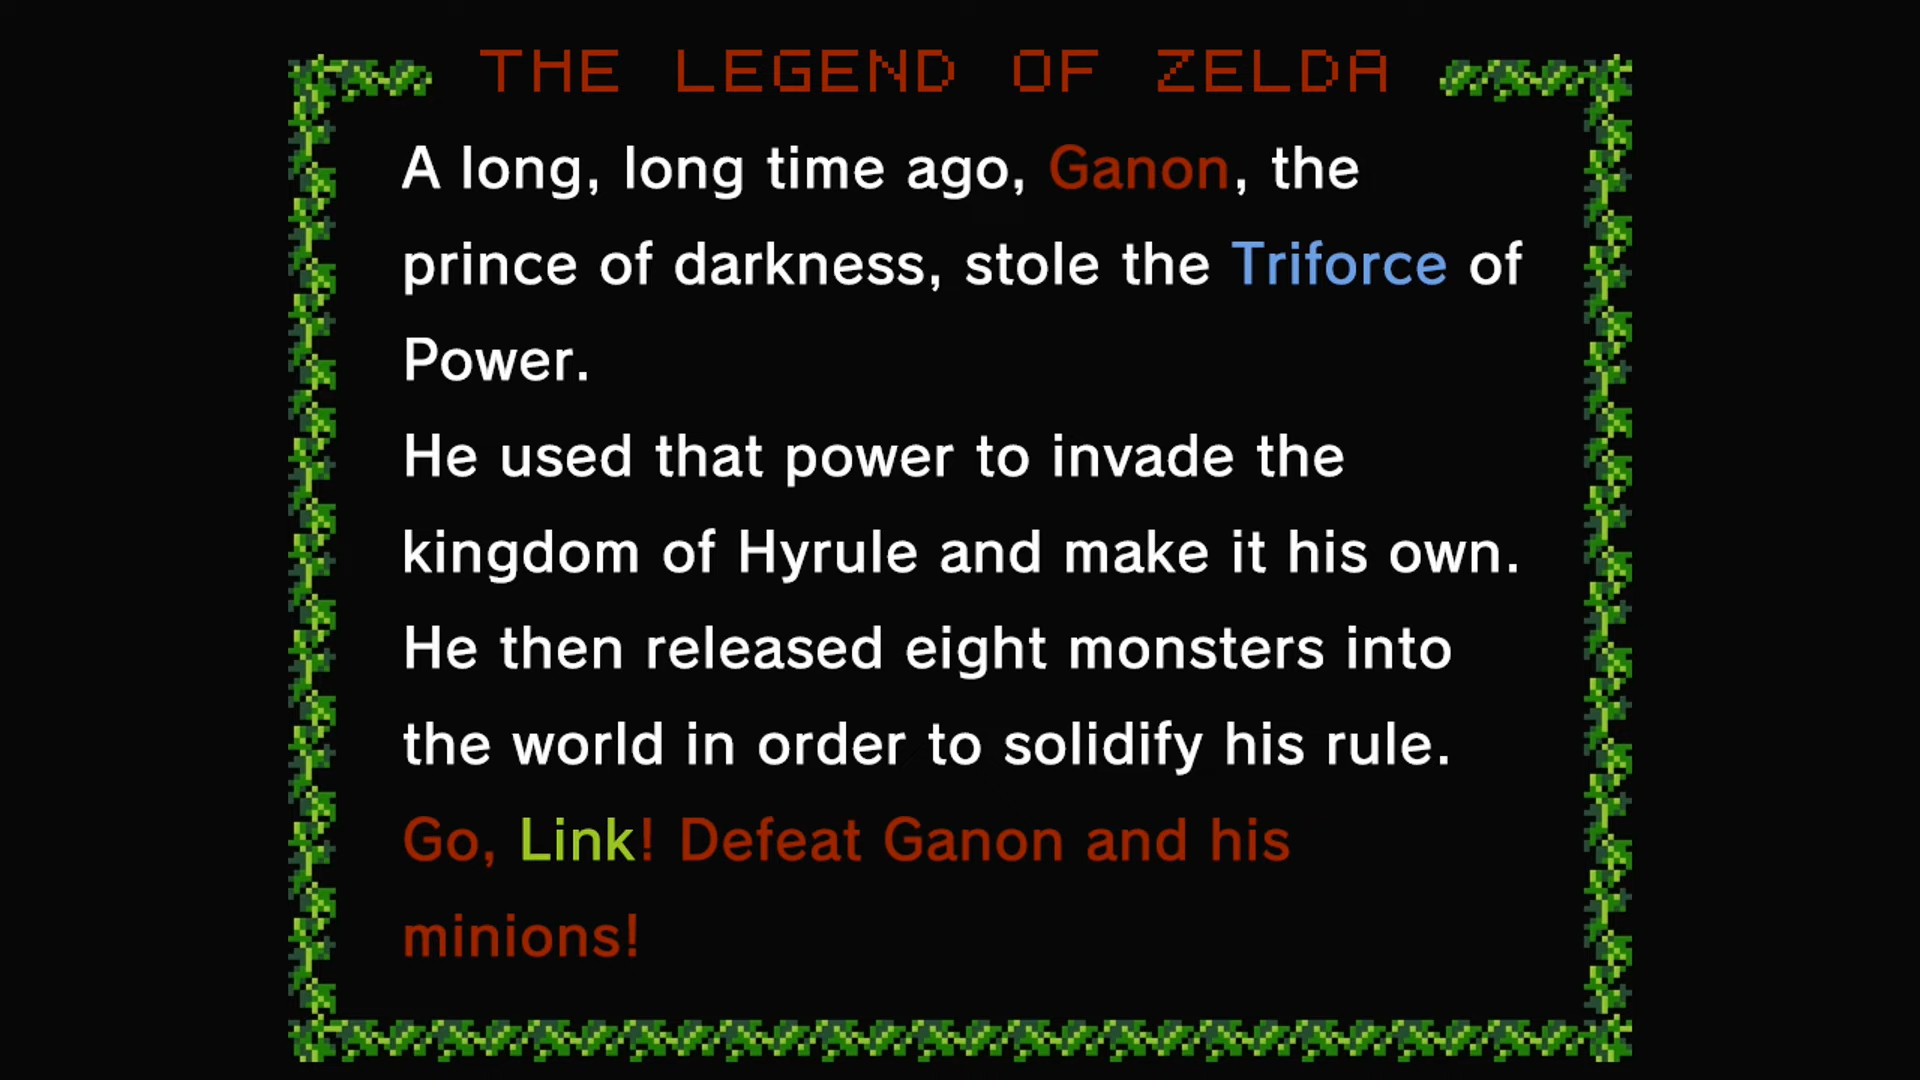 THE LEGEND OF ZELDA
A long, long time ago, Ganon, the
prince of darkness, stole the Triforce of
Power.
He used that power to invade the
kingdom of Hyrule and make it his own.
He then released eight monsters into
the world in order to solidify his rule.
Go, Link! Defeat Ganon and his
minions!